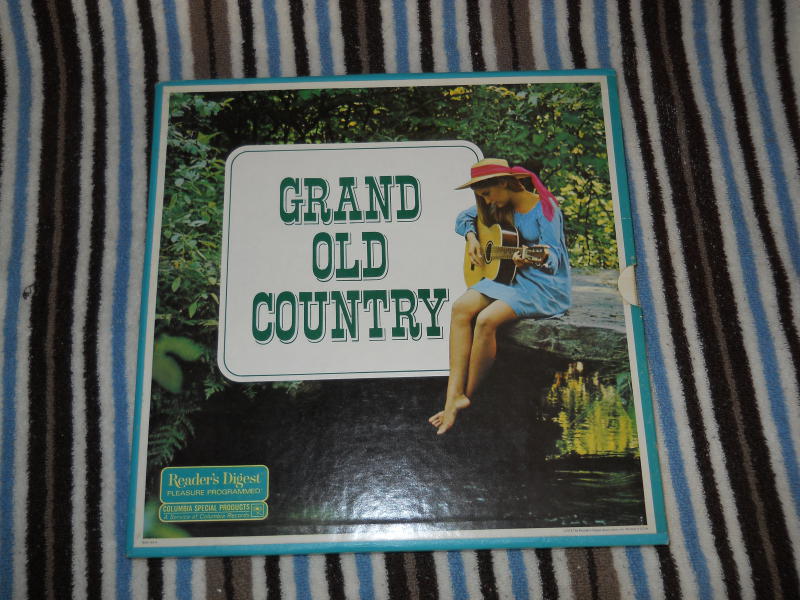 GRAND
OLD
COUNTRY
Reader's Digest
PLEASURE PROGRAMMED
COLUMBIA SPECIAL PRODUCTS
A Service of Columbia Records